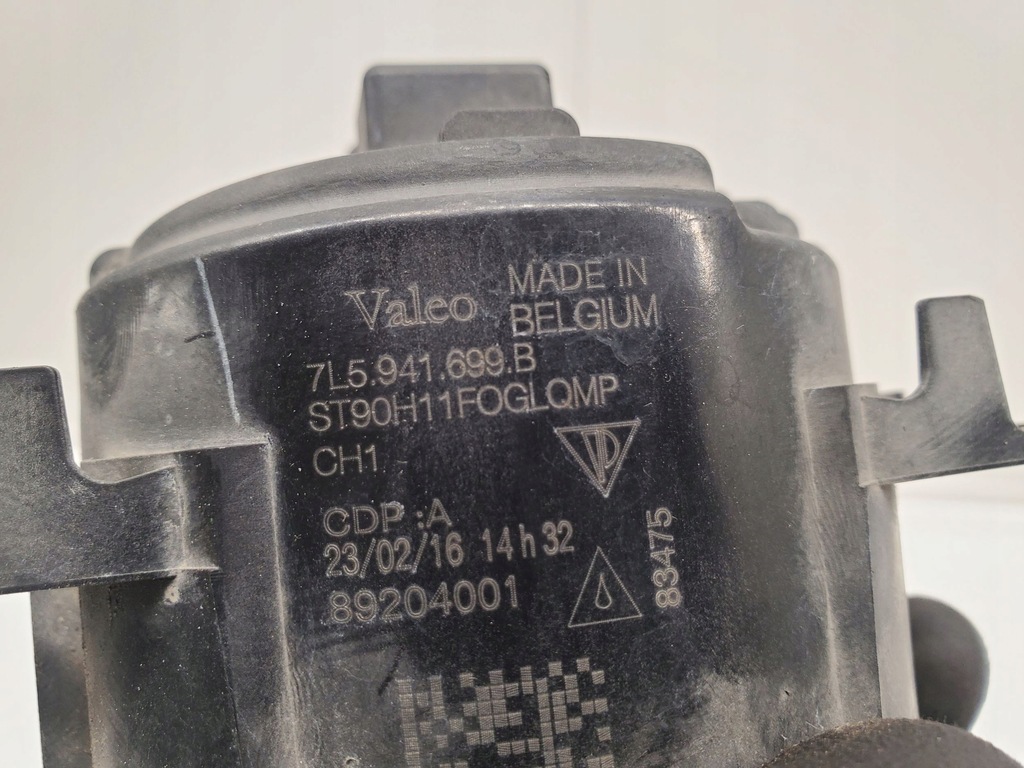 Valeo
MADE IN
BELGIUM
7L5.941.699.B
ST90H11FOGLQMP
CH1
CDP :A
23/02/16 14h32
89204001
83475